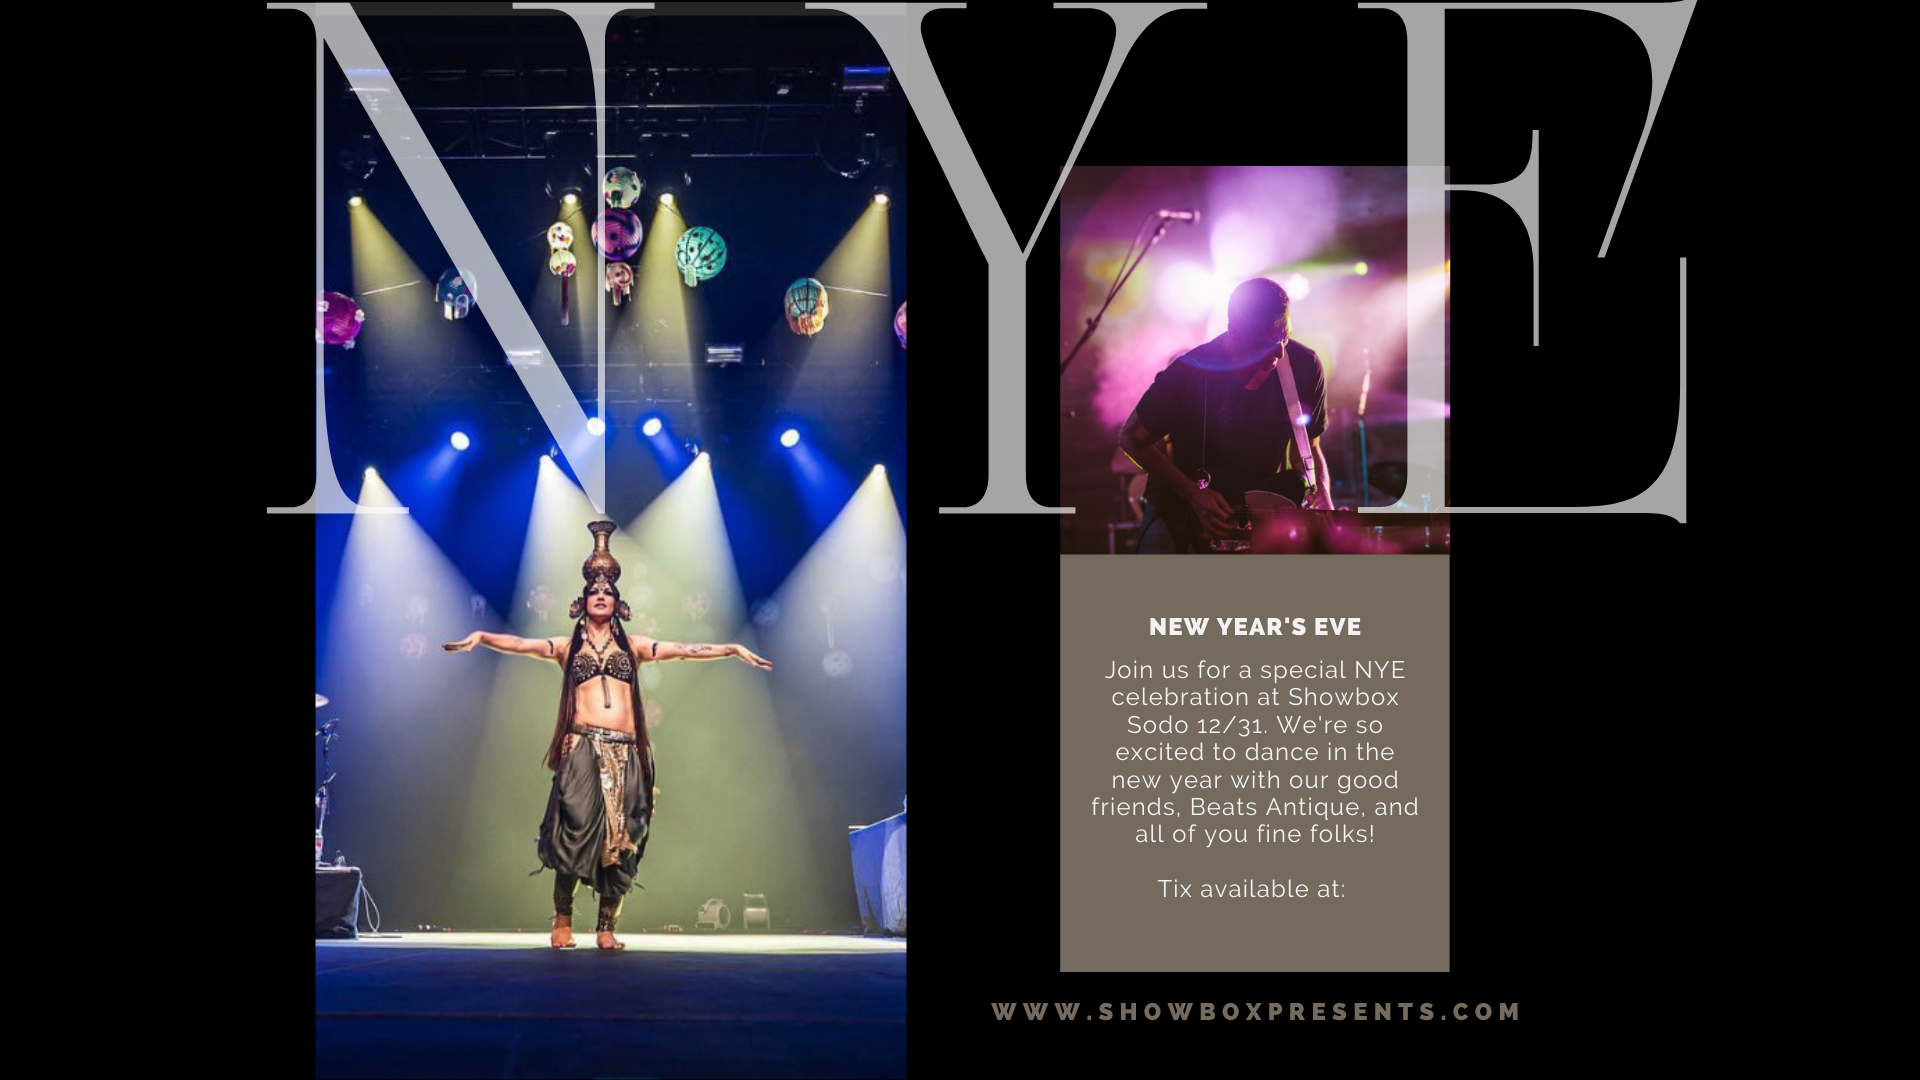 NYE
NEW YEAR'S EVE
Join us for a special NYE
celebration at Showbox
Sodo 12/31. We're so
excited to dance in the
new year with our good
friends, Beats Antique, and
all of you fine folks!
Tix available at:
WWW.SHOWBOXPRESENTS.COM